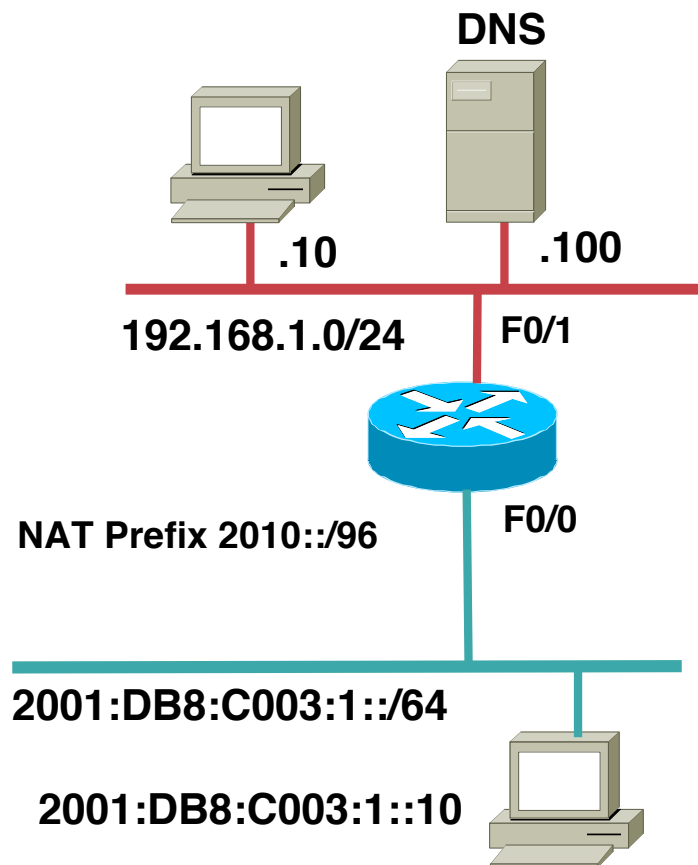 DNS
.10
.100
192.168.1.0/24
F0/1
NAT Prefix 2010::/96
F0/0
2001:DB8:C003:1::/64
2001:DB8:C003:1::10